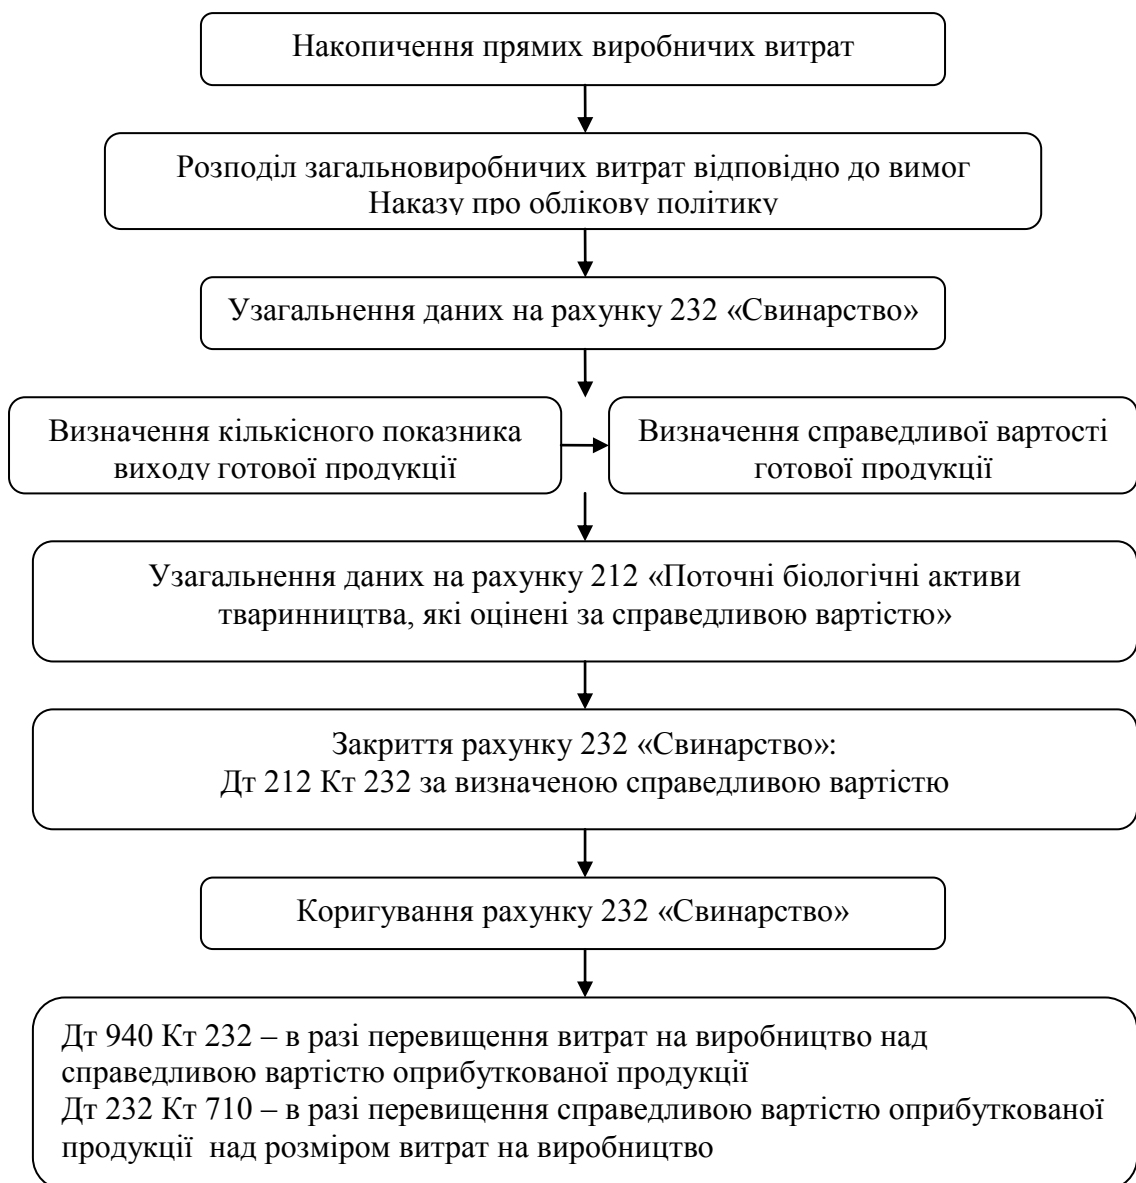 Накопичення прямих виробничих витрат
Розподіл загальновиробничих витрат відповідно до вимог
Наказу про облікову політику
Узагальнення даних на рахунку 232 «Свинарство»
Визначення кількісного показника
виходу готової продукції
Визначення справедливої вартості
готової продукції
Узагальнення даних на рахунку 212 «Поточні біологічні активи
тваринництва, які оцінені за справедливою вартістю»
Закриття рахунку 232 «Свинарство»:
Дт 212 Кт 232 за визначеною справедливою вартістю
Коригування рахунку 232 «Свинарство»
Дт 940 Кт 232 – в разі перевищення витрат на виробництво над
справедливою вартістю оприбуткованої продукції
Дт 232 Кт 710 – в разі перевищення справедливою вартістю оприбуткованої
продукції  над розміром витрат на виробництво